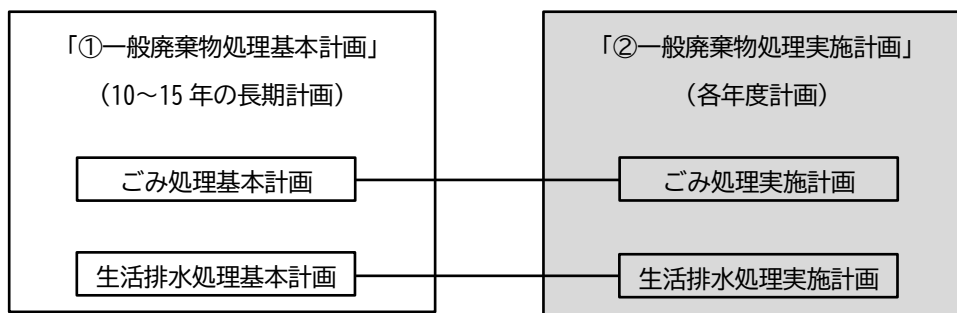 「①一般廃棄物処理基本計画」
（10～15 年の長期計画）
ごみ処理基本計画
生活排水処理基本計画
「②一般廃棄物処理実施計画」
（各年度計画）
ごみ処理実施計画
生活排水処理実施計画